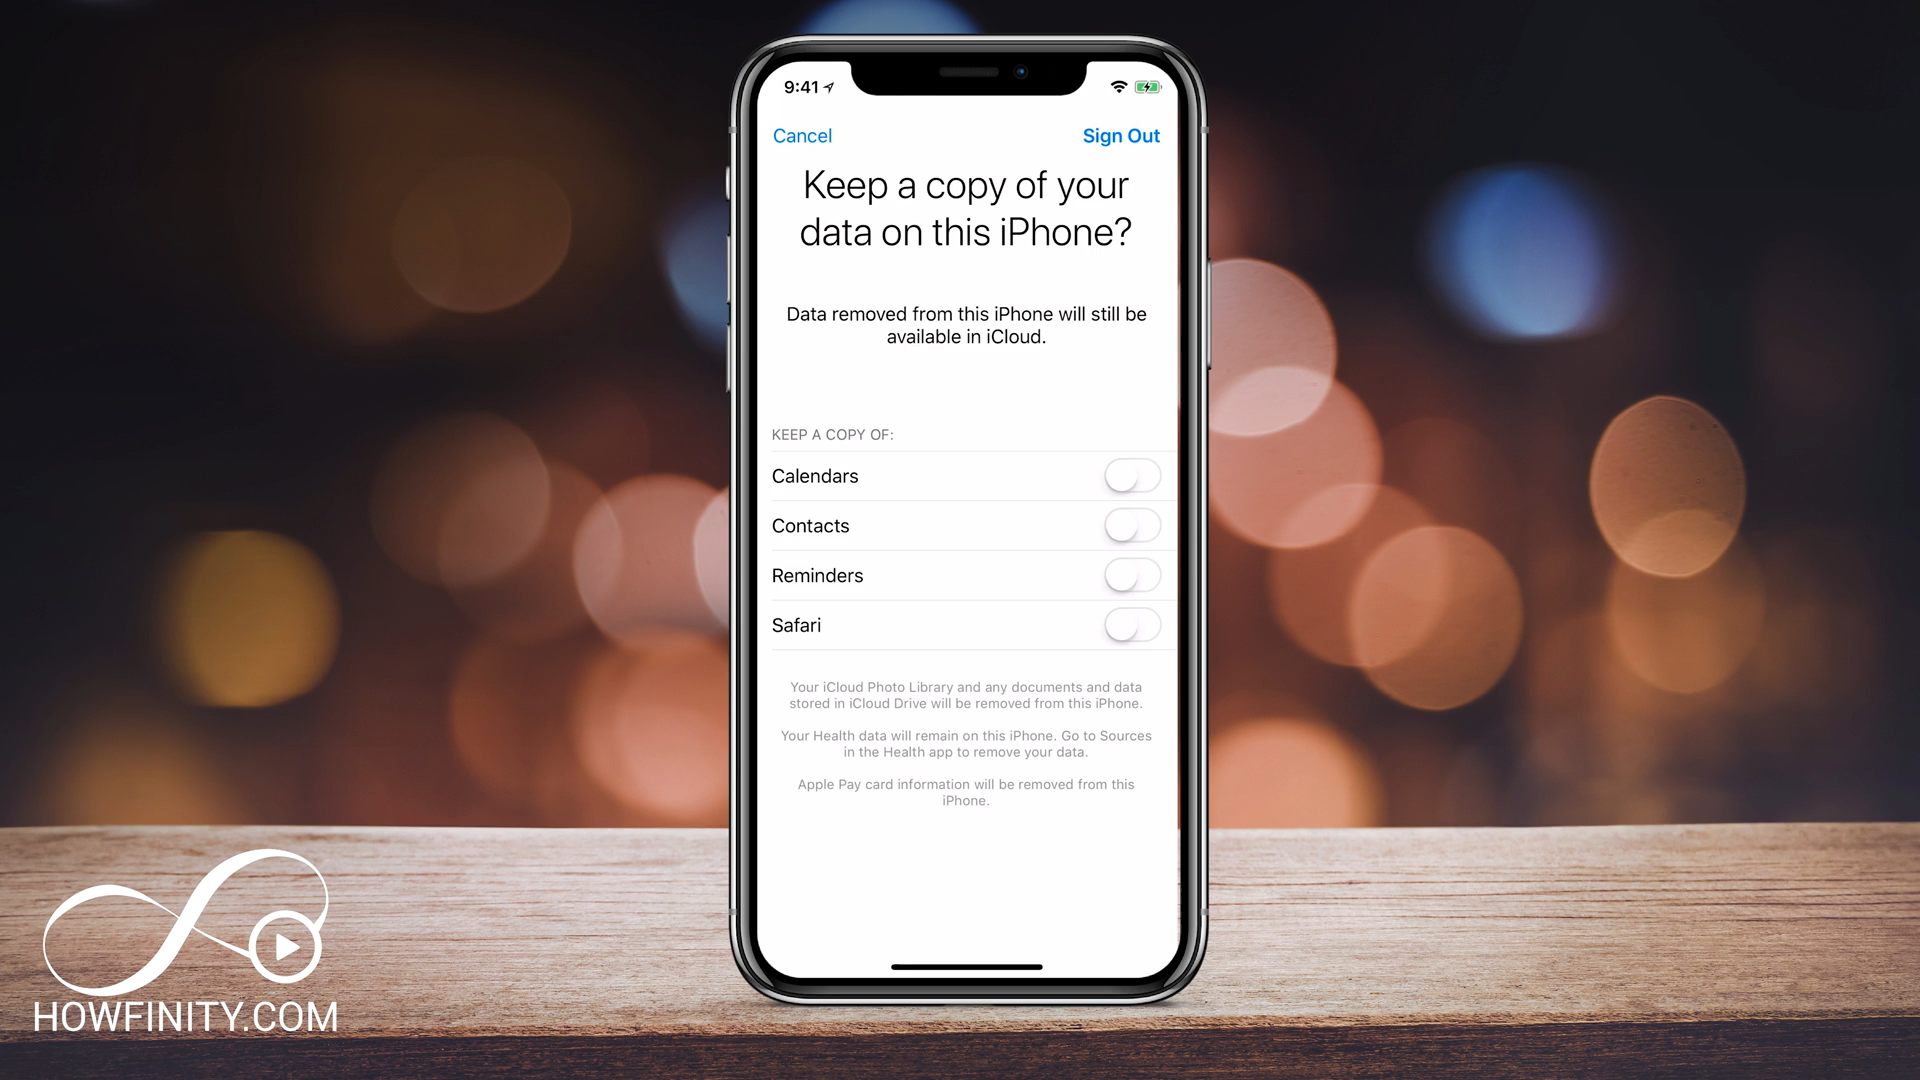 9:41
Cancel
Sign Out
Keep a copy of your
data on this iPhone?
Data removed from this iPhone will still be
available in iCloud.
KEEP A COPY OF:
Calendars
Contacts
Reminders
Safari
Your iCloud Photo Library and any documents and data
stored in iCloud Drive will be removed from this iPhone.
Your Health data will remain on this iPhone. Go to Sources
in the Health app to remove your data.
Apple Pay card information will be removed from this
iPhone.
HOWFINITY.COM